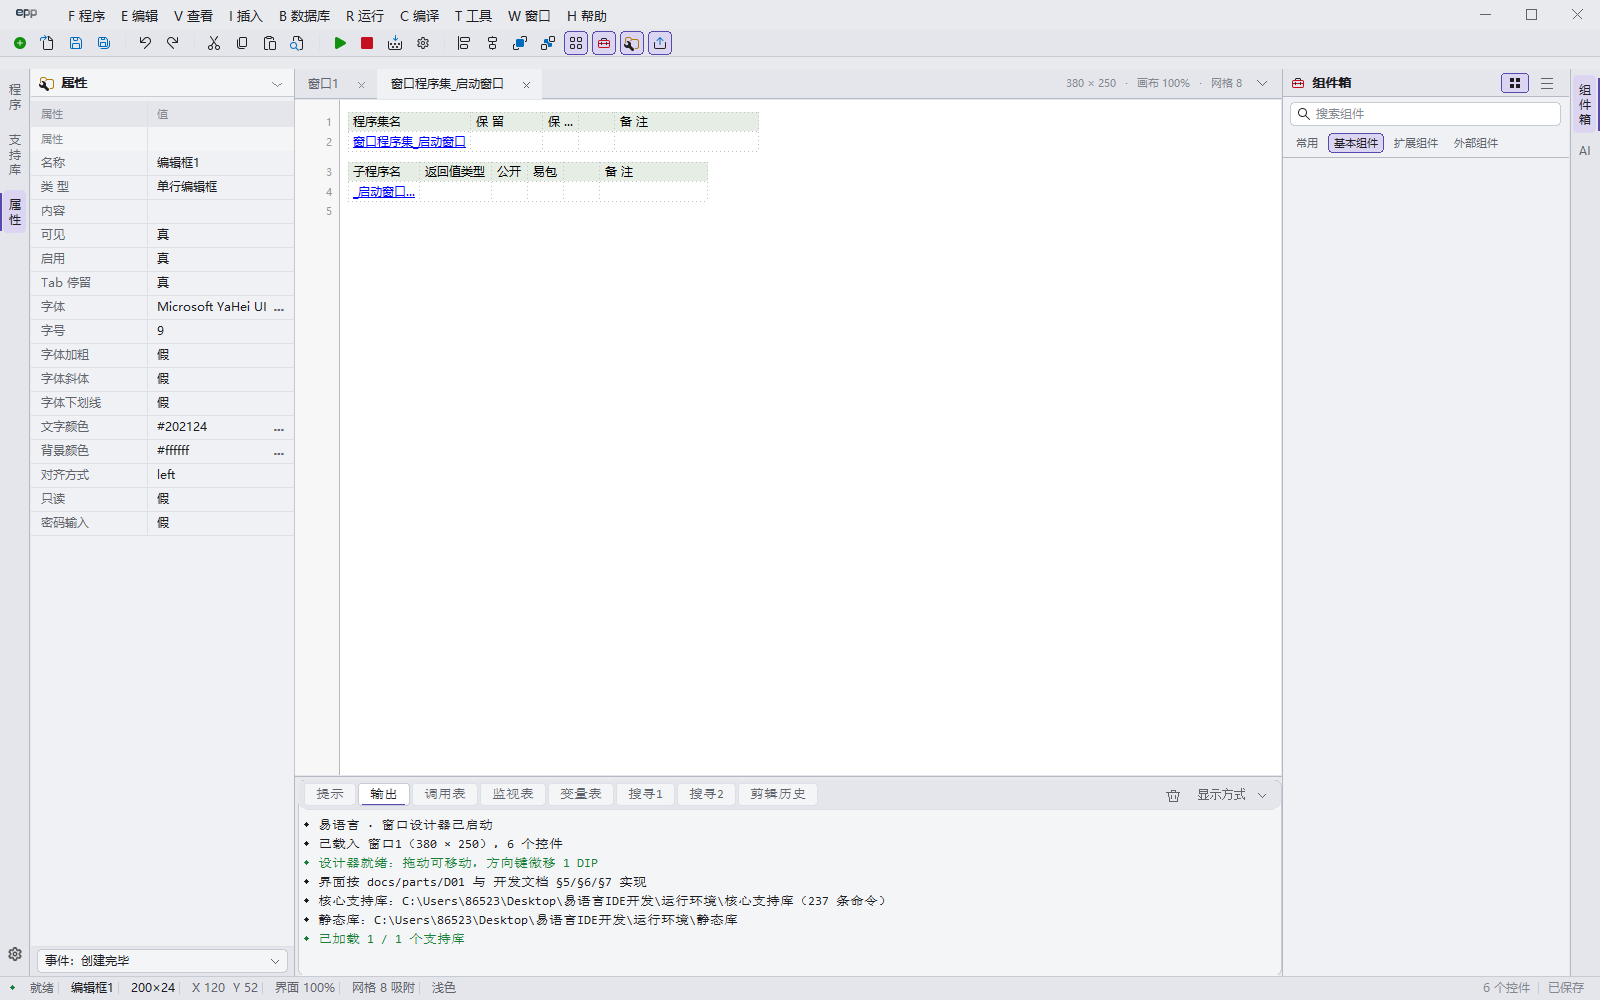 epp
F 程序 E 编辑 V 查看 I 插入 B 数据库 R 运行 C 编译 T 工具 W 窗口 H 帮助
程序
支持库
属性
属性
属性 值
属性
名称 编辑框1
类 型 单行编辑框
内容
可见 真
启用 真
Tab 停留 真
字体 Microsoft YaHei UI ...
字号 9
字体加粗 假
字体斜体 假
字体下划线 假
文字颜色 #202124 ...
背景颜色 #ffffff ...
对齐方式 left
只读 假
密码输入 假
事件: 创建完毕
窗口1 × 窗口程序集_启动窗口 ×
380 × 250 · 画布 100% · 网格 8
1 程序集名 保 留 保 ... 备 注
2 窗口程序集_启动窗口
3 子程序名 返回值类型 公开 易包 备 注
4 _启动窗口...
5
提示 输出 调用表 监视表 变量表 搜寻1 搜寻2 剪辑历史
显示方式
易语言 · 窗口设计器已启动
已载入 窗口1（380 × 250），6 个控件
设计器就绪: 拖动可移动，方向键微移 1 DIP
界面按 docs/parts/D01 与 开发文档 §5/§6/§7 实现
核心支持库: C:\Users\86523\Desktop\易语言IDE开发\运行环境\核心支持库（237 条命令）
静态库: C:\Users\86523\Desktop\易语言IDE开发\运行环境\静态库
已加载 1 / 1 个支持库
组件箱
搜索组件
常用 基本组件 扩展组件 外部组件
组件箱
AI
就绪 编辑框1 200×24 X 120 Y 52 界面 100% 网格 8 吸附 浅色
6 个控件 已保存